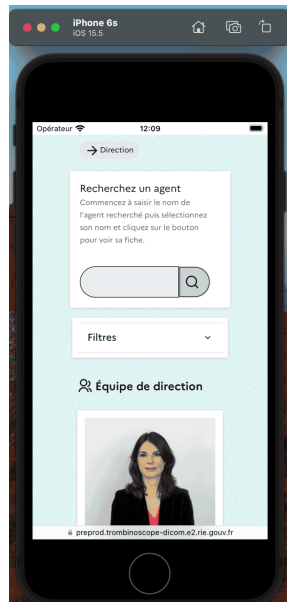 iPhone 6s
iOS 15.5
Opérateur
12:09
Direction
Recherchez un agent
Commencez à saisir le nom de
l'agent recherché puis sélectionnez
son nom et cliquez sur le bouton
pour voir sa fiche.
Filtres
Équipe de direction
preprod.trombinoscope-dicom.e2.rie.gouv.fr